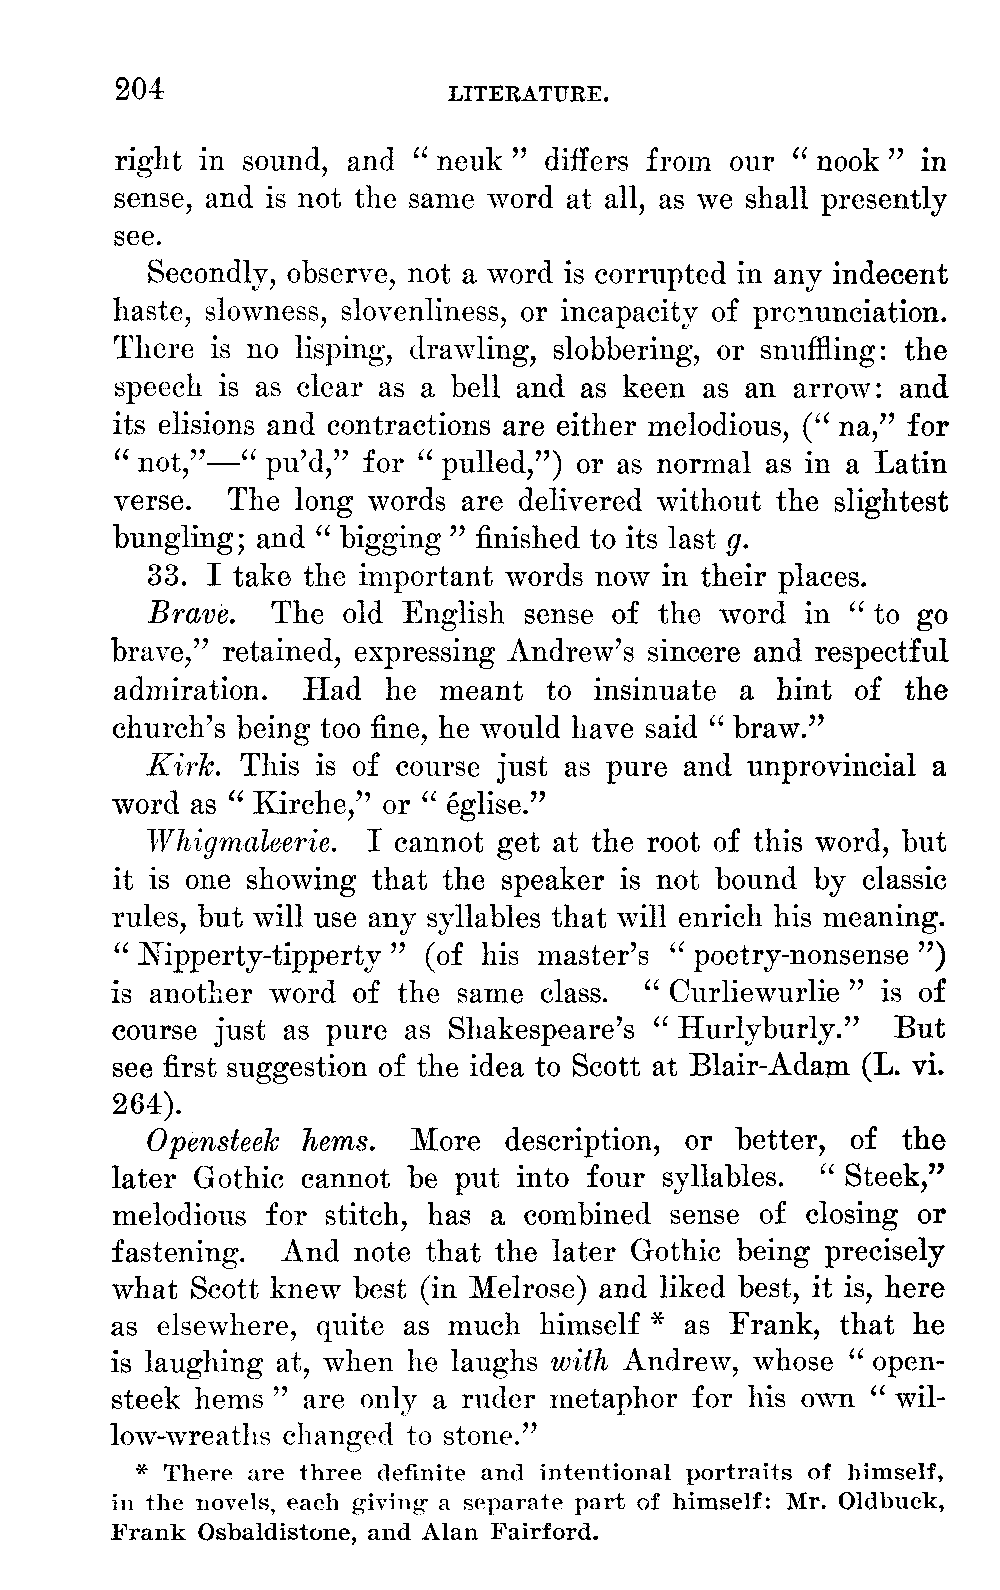 204 LITERATURE.
right in sound, and “ neuk ” differs from our “ nook ” in
sense, and is not the same word at all, as we shall presently
see.
Secondly, observe, not a word is corrupted in any indecent
haste, slowness, slovenliness, or incapacity of pronunciation.
There is no lisping, drawling, slobbering, or snuffling: the
speech is as clear as a bell and as keen as an arrow: and
its elisions and contractions are either melodious, (“ na,” for
“ not,”—“ pu’d,” for “ pulled,”) or as normal as in a Latin
verse. The long words are delivered without the slightest
bungling; and “ bigging ” finished to its last g.
33. I take the important words now in their places.
Brave. The old English sense of the word in “ to go
brave,” retained, expressing Andrew’s sincere and respectful
admiration. Had he meant to insinuate a hint of the
church’s being too fine, he would have said “ braw.”
Kirk. This is of course just as pure and unprovincial a
word as “ Kirche,” or “ église.”
Whigmaleerie. I cannot get at the root of this word, but
it is one showing that the speaker is not bound by classic
rules, but will use any syllables that will enrich his meaning.
“ Nipperty-tipperty ” (of his master’s “ poetry-nonsense ”)
is another word of the same class. “ Curliewurlie ” is of
course just as pure as Shakespeare’s “ Hurlyburly.” But
see first suggestion of the idea to Scott at Blair-Adam (L. vi.
264).
Opensteek hems. More description, or better, of the
later Gothic cannot be put into four syllables. “ Steek,”
melodious for stitch, has a combined sense of closing or
fastening. And note that the later Gothic being precisely
what Scott knew best (in Melrose) and liked best, it is, here
as elsewhere, quite as much himself * as Frank, that he
is laughing at, when he laughs with Andrew, whose “ open-
steek hems ” are only a ruder metaphor for his own “ wil-
low-wreaths changed to stone.”
* There are three definite and intentional portraits of himself,
in the novels, each giving a separate part of himself: Mr. Oldbuck,
Frank Osbaldistone, and Alan Fairford.